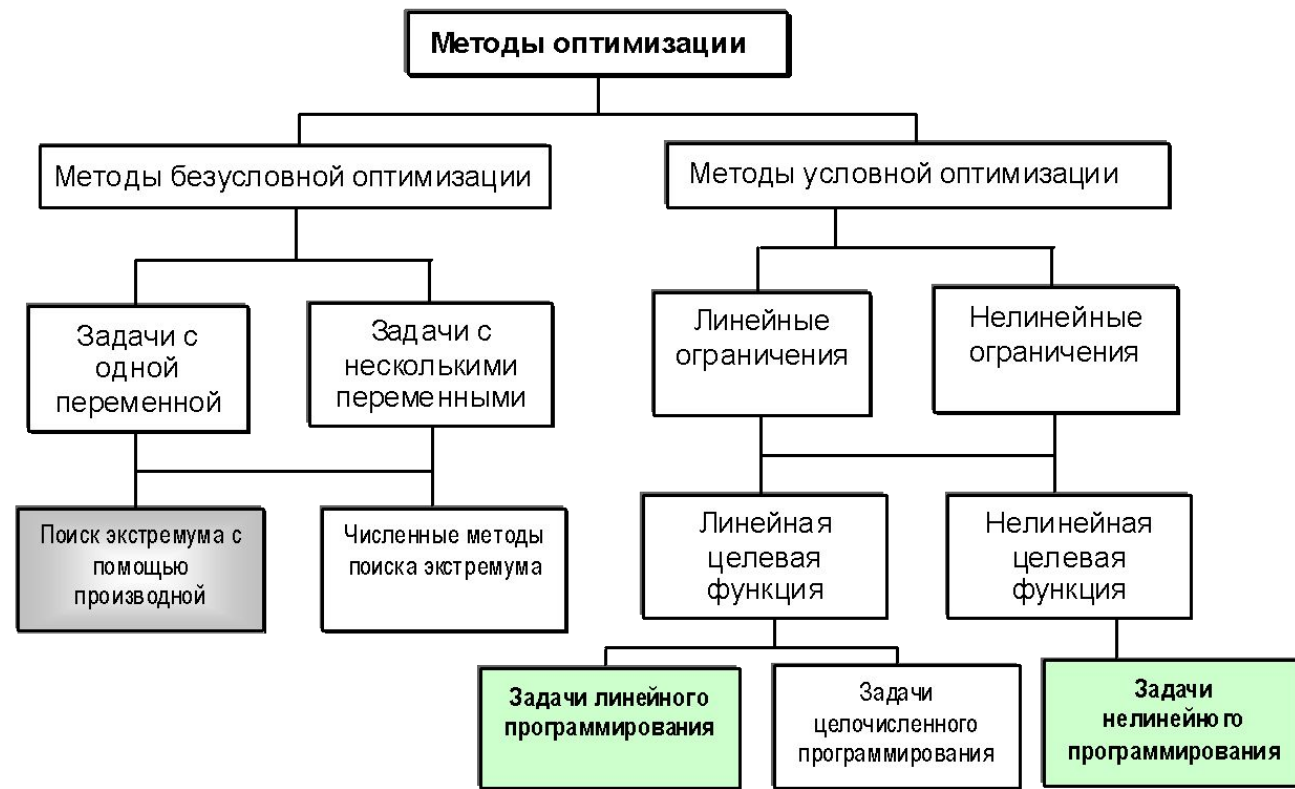 Методы оптимизации
Методы безусловной оптимизации
Методы условной оптимизации
Задачи с
одной
переменной
Задачи с
несколькими
переменными
Линейные
ограничения
Нелинейные
ограничения
Поиск экстремума с
помощью
производной
Численные методы
поиска экстремума
Линейная
целевая
функция
Нелинейная
целевая
функция
Задачи линейного
программирования
Задачи
целочисленного
программирования
Задачи
нелинейного
программирования